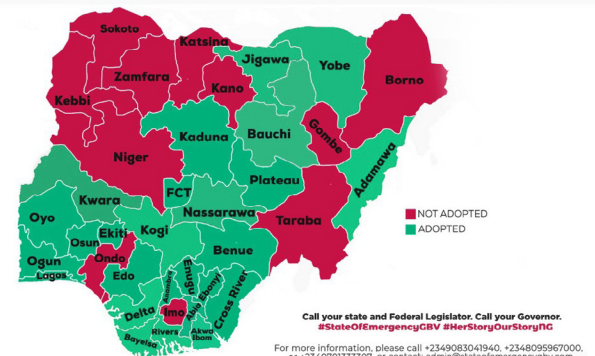 Sokoto
Katsina
Jigawa
Yobe
Borno
Zamfara
Kano
Kebbi
Kaduna
Bauchi
Gombe
Niger
Adamawa
FCT
Plateau
Kwara
Nassarawa
Taraba
Oyo
Ekiti
Kogi
Osun
Benue
Ogun
Ondo
Edo
Lagos
Enugu
Anambra
Ebonyi
Abia
Cross River
Delta
Imo
Rivers
Akwa
Ibom
Bayelsa
NOT ADOPTED
ADOPTED
Call your state and Federal Legislator. Call your Governor.
#StateOfEmergencyGBV #HerStoryOurStoryNG
For more information, please call +2349083041940, +2348095967000,